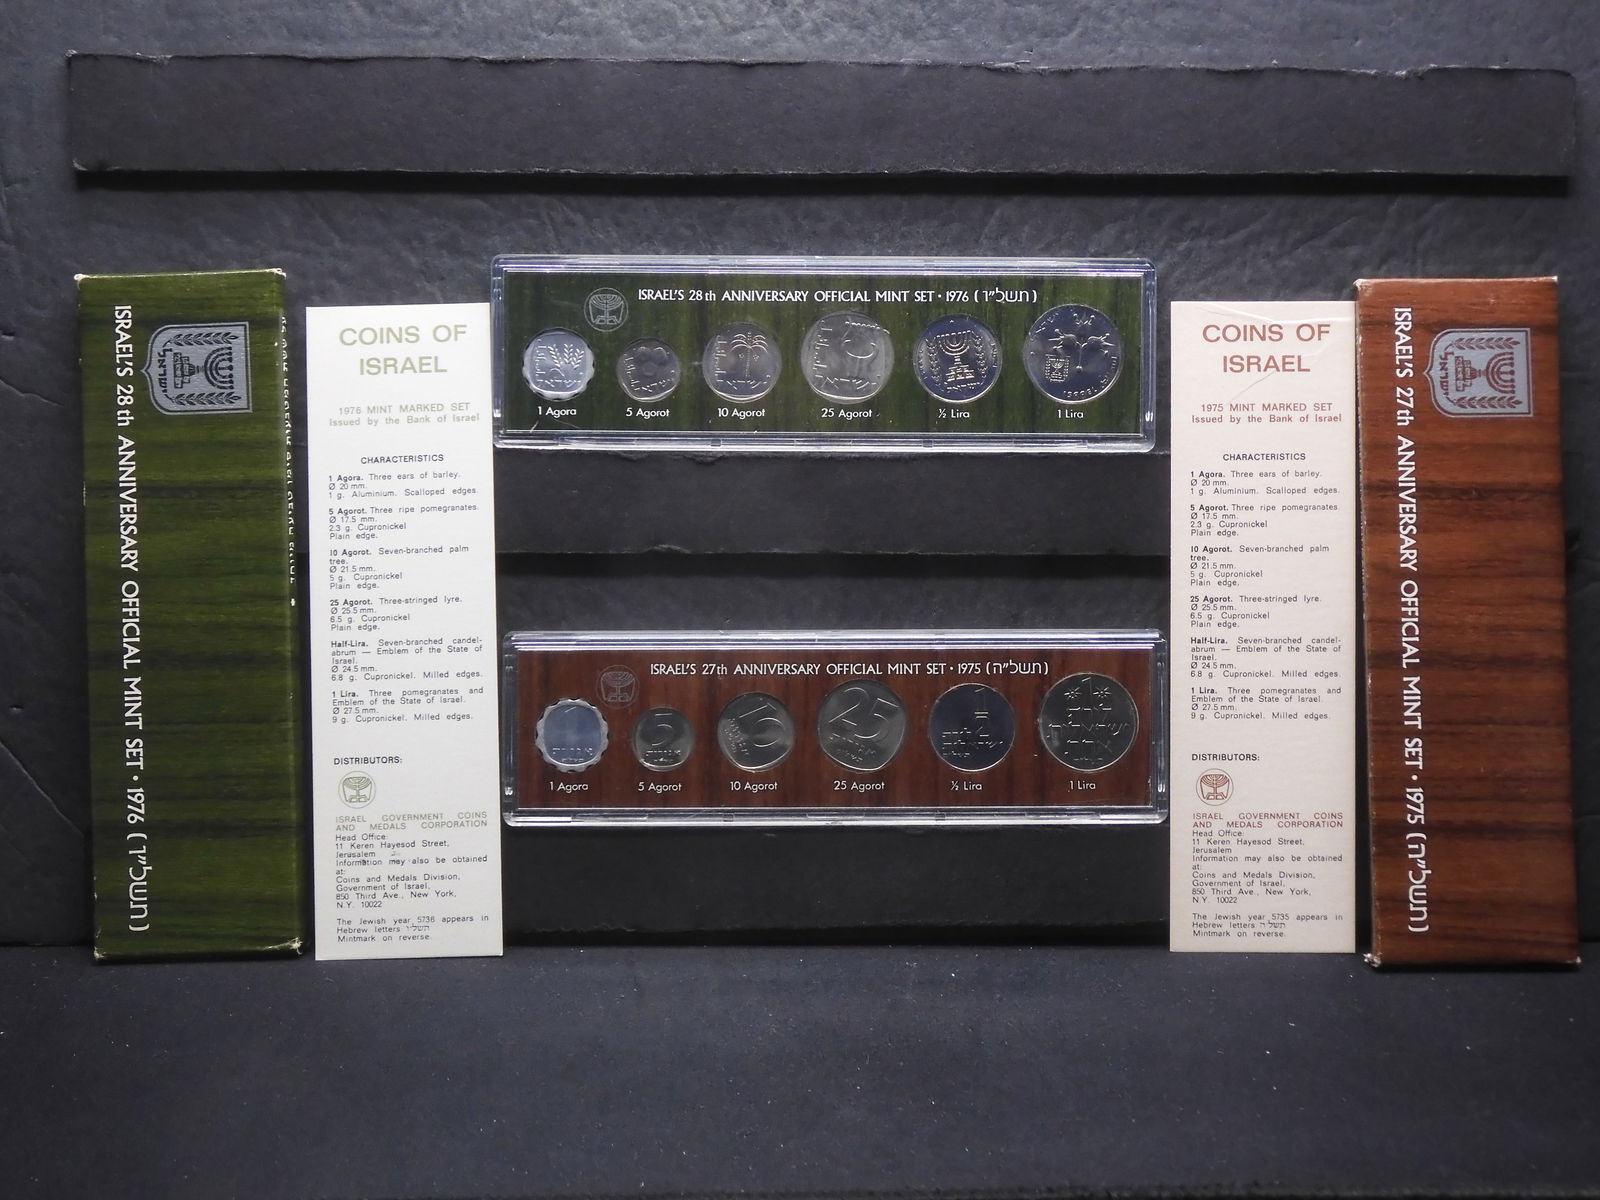 ISRAEL'S 28th ANNIVERSARY OFFICIAL MINT SET • 1976 (תשל"ו)
ישראל
COINS OF
ISRAEL
1976 MINT MARKED SET
Issued by the Bank of Israel
CHARACTERISTICS
1 Agora. Three ears of barley.
Ø 20 mm.
1 g. Aluminium. Scalloped edges.
5 Agorot. Three ripe pomegranates.
Ø 17.5 mm.
2.3 g. Cupronickel
Plain edge.
10 Agorot. Seven-branched palm
tree.
Ø 21.5 mm.
5 g. Cupronickel
Plain edge.
25 Agorot. Three-stringed lyre.
Ø 25.5 mm.
6.5 g. Cupronickel
Plain edge.
Half-Lira. Seven-branched candel-
abrum — Emblem of the State of
Israel.
Ø 24.5 mm.
6.8 g. Cupronickel. Milled edges.
1 Lira. Three pomegranates and
Emblem of the State of Israel.
Ø 27.5 mm.
9 g. Cupronickel. Milled edges.
DISTRIBUTORS:
ISRAEL GOVERNMENT COINS
AND MEDALS CORPORATION
Head Office:
11 Keren Hayesod Street,
Jerusalem
Information may also be obtained
at:
Coins and Medals Division,
Government of Israel,
850 Third Ave., New York,
N.Y. 10022
The Jewish year 5736 appears in
Hebrew letters תשל״ו
Mintmark on reverse.
ISRAEL'S 28th ANNIVERSARY OFFICIAL MINT SET • 1976 (תשל"ו)
1 Agora 5 Agorot 10 Agorot 25 Agorot ½ Lira 1 Lira
ISRAEL'S 27th ANNIVERSARY OFFICIAL MINT SET • 1975 (תשל"ה)
5 10 25 1
1 Agora 5 Agorot 10 Agorot 25 Agorot ½ Lira 1 Lira
COINS OF
ISRAEL
1975 MINT MARKED SET
Issued by the Bank of Israel
CHARACTERISTICS
1 Agora. Three ears of barley.
Ø 20 mm.
1 g. Aluminium. Scalloped edges.
5 Agorot. Three ripe pomegranates.
Ø 17.5 mm.
2.3 g. Cupronickel
Plain edge.
10 Agorot. Seven-branched palm
tree.
Ø 21.5 mm.
5 g. Cupronickel
Plain edge.
25 Agorot. Three-stringed lyre.
Ø 25.5 mm.
6.5 g. Cupronickel
Plain edge.
Half-Lira. Seven-branched candel-
abrum — Emblem of the State of
Israel.
Ø 24.5 mm.
6.8 g. Cupronickel. Milled edges.
1 Lira. Three pomegranates and
Emblem of the State of Israel.
Ø 27.5 mm.
9 g. Cupronickel. Milled edges.
DISTRIBUTORS:
ISRAEL GOVERNMENT COINS
AND MEDALS CORPORATION
Head Office:
11 Keren Hayesod Street,
Jerusalem
Information may also be obtained
at:
Coins and Medals Division,
Government of Israel,
850 Third Ave., New York,
N.Y. 10022
The Jewish year 5735 appears in
Hebrew letters תשל״ה
Mintmark on reverse.
ISRAEL'S 27th ANNIVERSARY OFFICIAL MINT SET • 1975 (תשל"ה)
ישראל